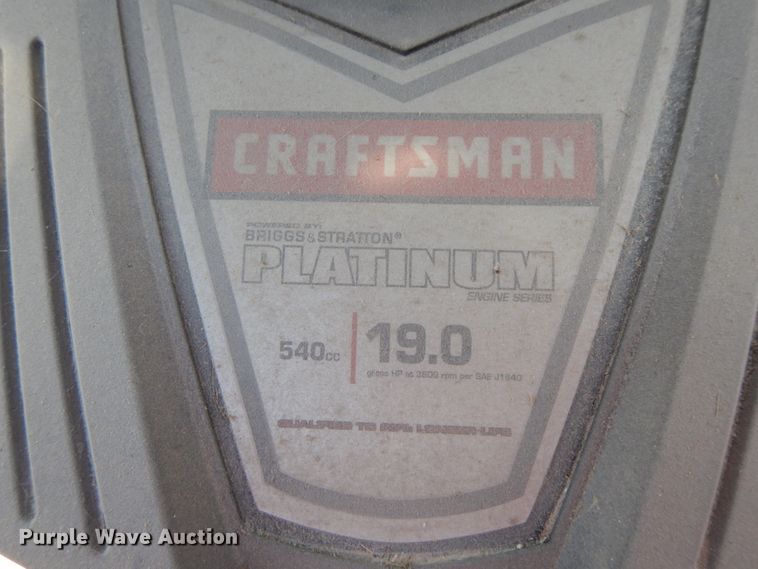 CRAFTSMAN
POWERED BY:
BRIGGS & STRATTON®
PLATINUM
ENGINE SERIES
540cc
19.0
gross HP at 3600 rpm per SAE J1940
QUALIFIED TO LONGER-LIFE
Purple Wave Auction